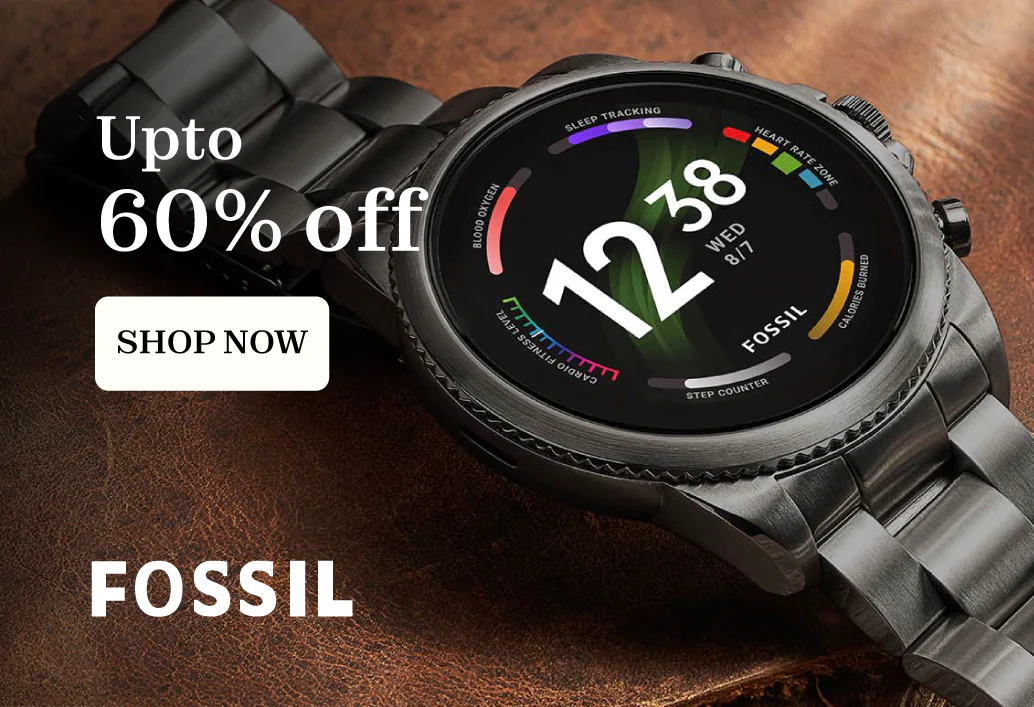 Upto
60% off
SHOP NOW
FOSSIL
SLEEP TRACKING
HEART RATE ZONE
BLOOD OXYGEN
12
38
WED
8/7
CALORIES BURNED
CARDIO FITNESS LEVEL
FOSSIL
STEP COUNTER